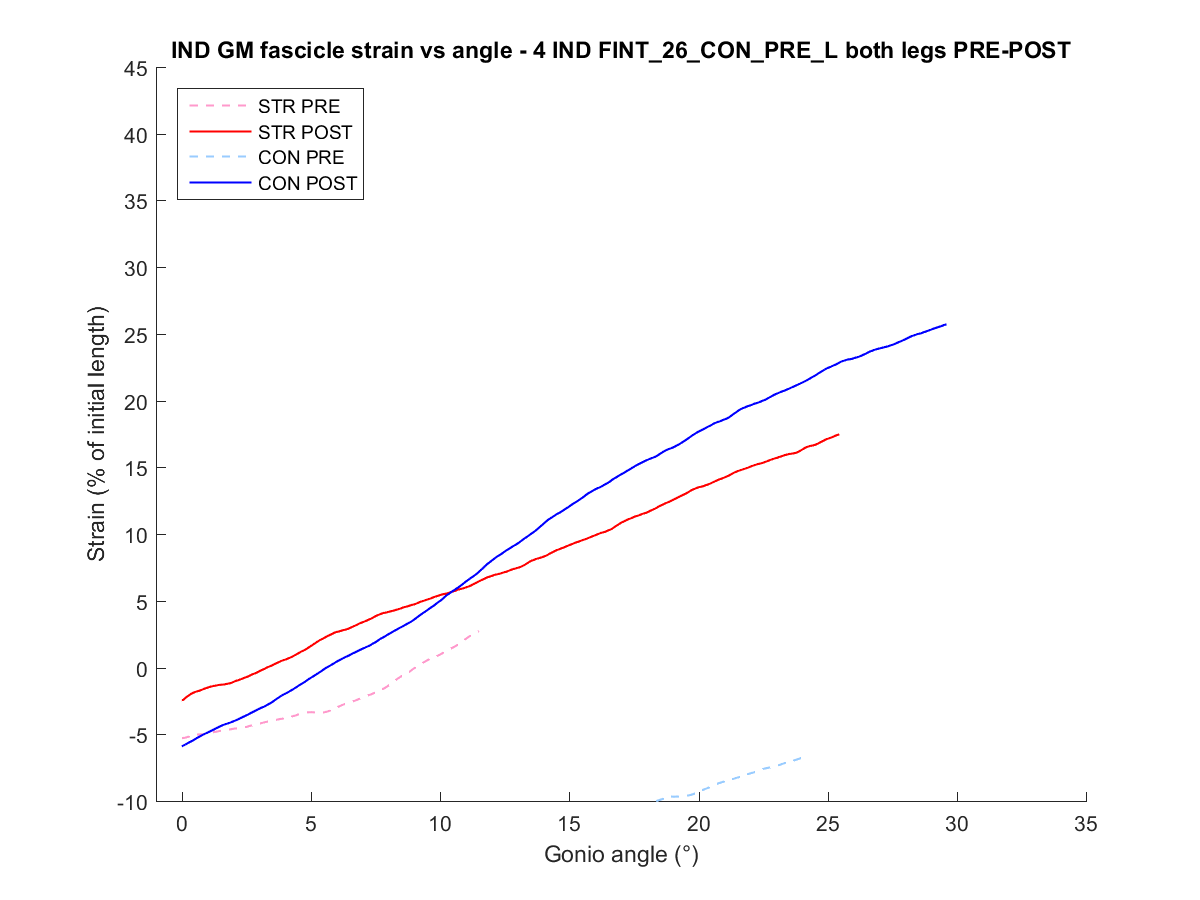 IND GM fascicle strain vs angle - 4 IND FINT_26_CON_PRE_L both legs PRE-POST
45
40
35
30
25
20
15
10
5
0
-5
-10
Strain (% of initial length)
STR PRE
STR POST
CON PRE
CON POST
0 5 10 15 20 25 30 35
Gonio angle (°)